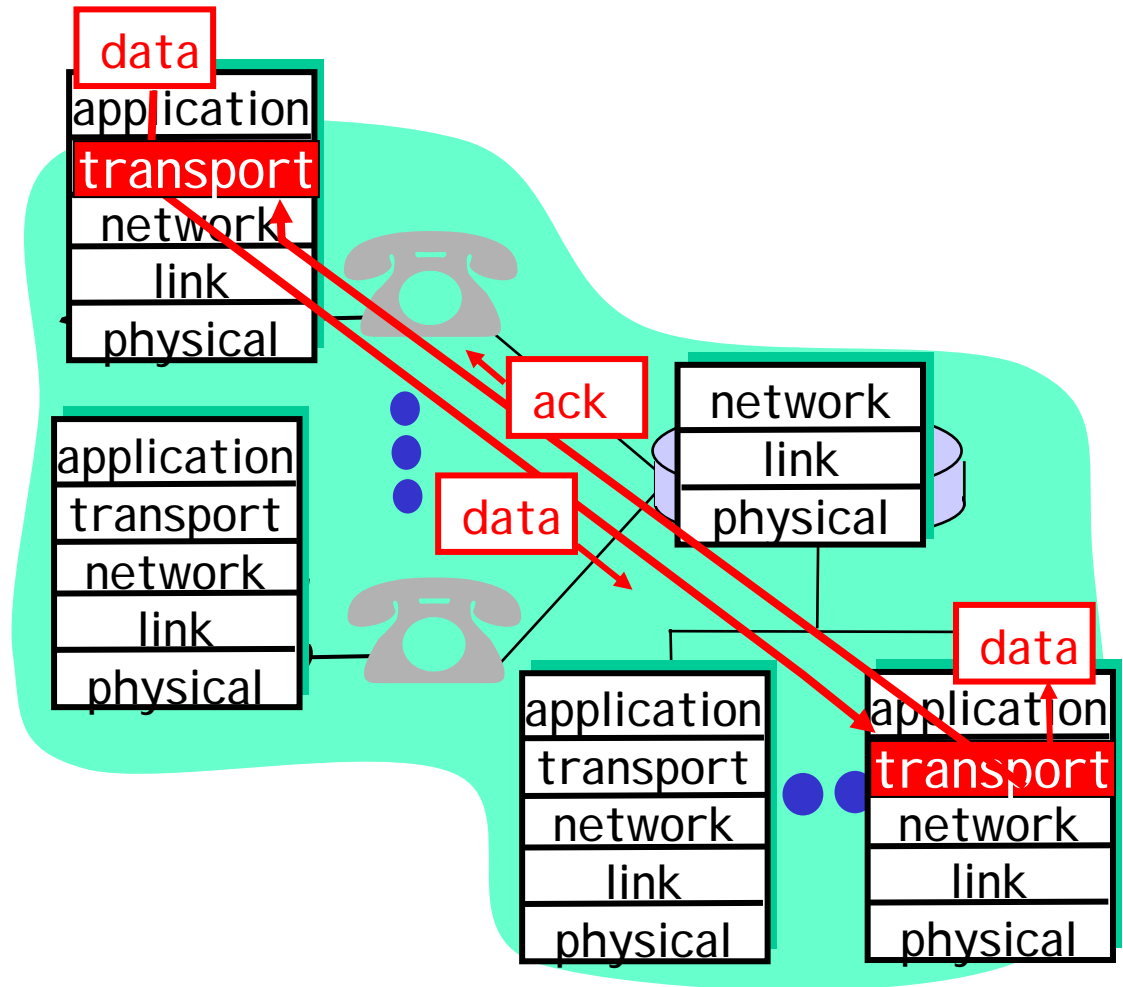 data
application
transport
network
link
physical
ack
network
link
physical
application
transport
network
link
physical
data
data
application
transport
network
link
physical
application
transport
network
link
physical